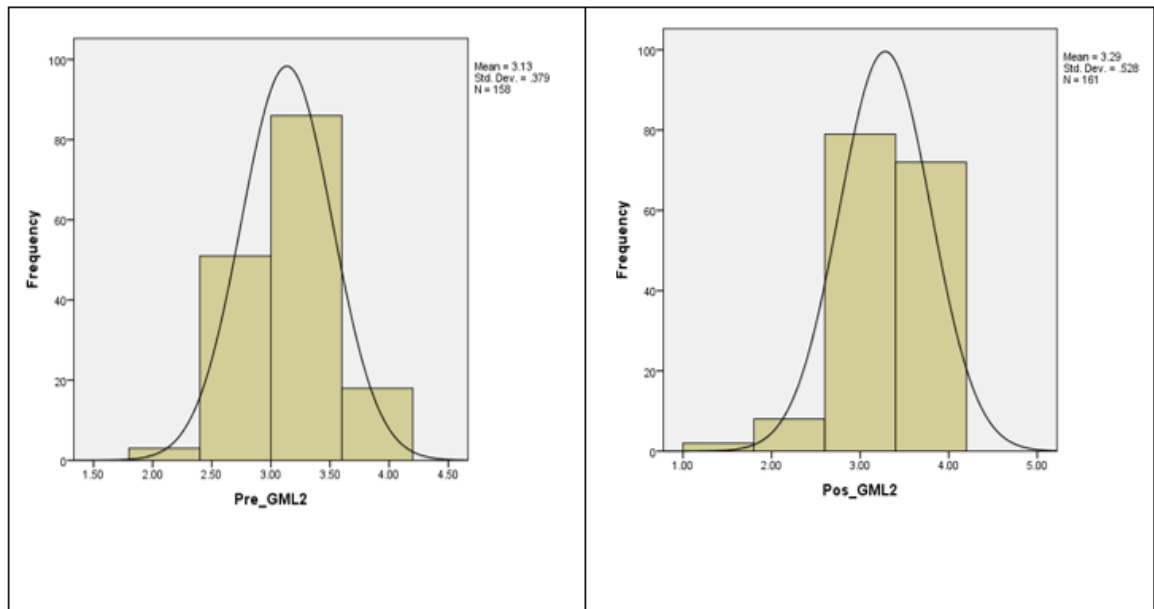 Mean = 3.13
Std. Dev. = .379
N = 158
Frequency
100
80
60
40
20
0
1.50 2.00 2.50 3.00 3.50 4.00 4.50
Pre_GML2
Mean = 3.29
Std. Dev. = .528
N = 161
Frequency
100
80
60
40
20
0
1.00 2.00 3.00 4.00 5.00
Pos_GML2